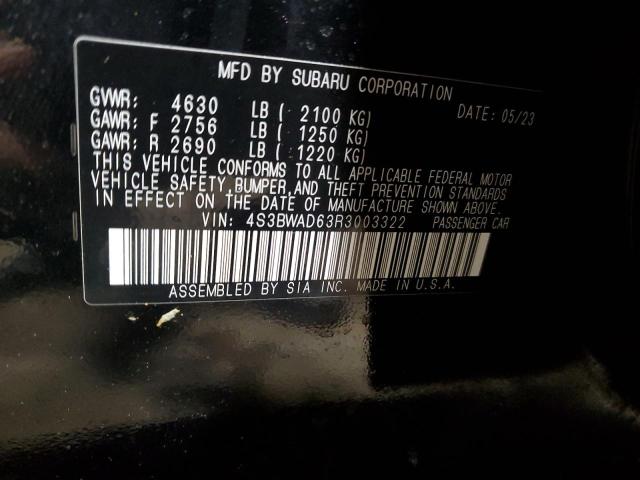 MFD BY SUBARU CORPORATION
GVWR: 4630 LB ( 2100 KG) DATE: 05/23
GAWR: F 2756 LB ( 1250 KG)
GAWR: R 2690 LB ( 1220 KG)
THIS VEHICLE CONFORMS TO ALL APPLICABLE FEDERAL MOTOR
VEHICLE SAFETY,BUMPER,AND THEFT PREVENTION STANDARDS
IN EFFECT ON THE DATE OF MANUFACTURE SHOWN ABOVE.
VIN: 4S3BWAD63R3003322 PASSENGER CAR
ASSEMBLED BY SIA INC. MADE IN U.S.A.